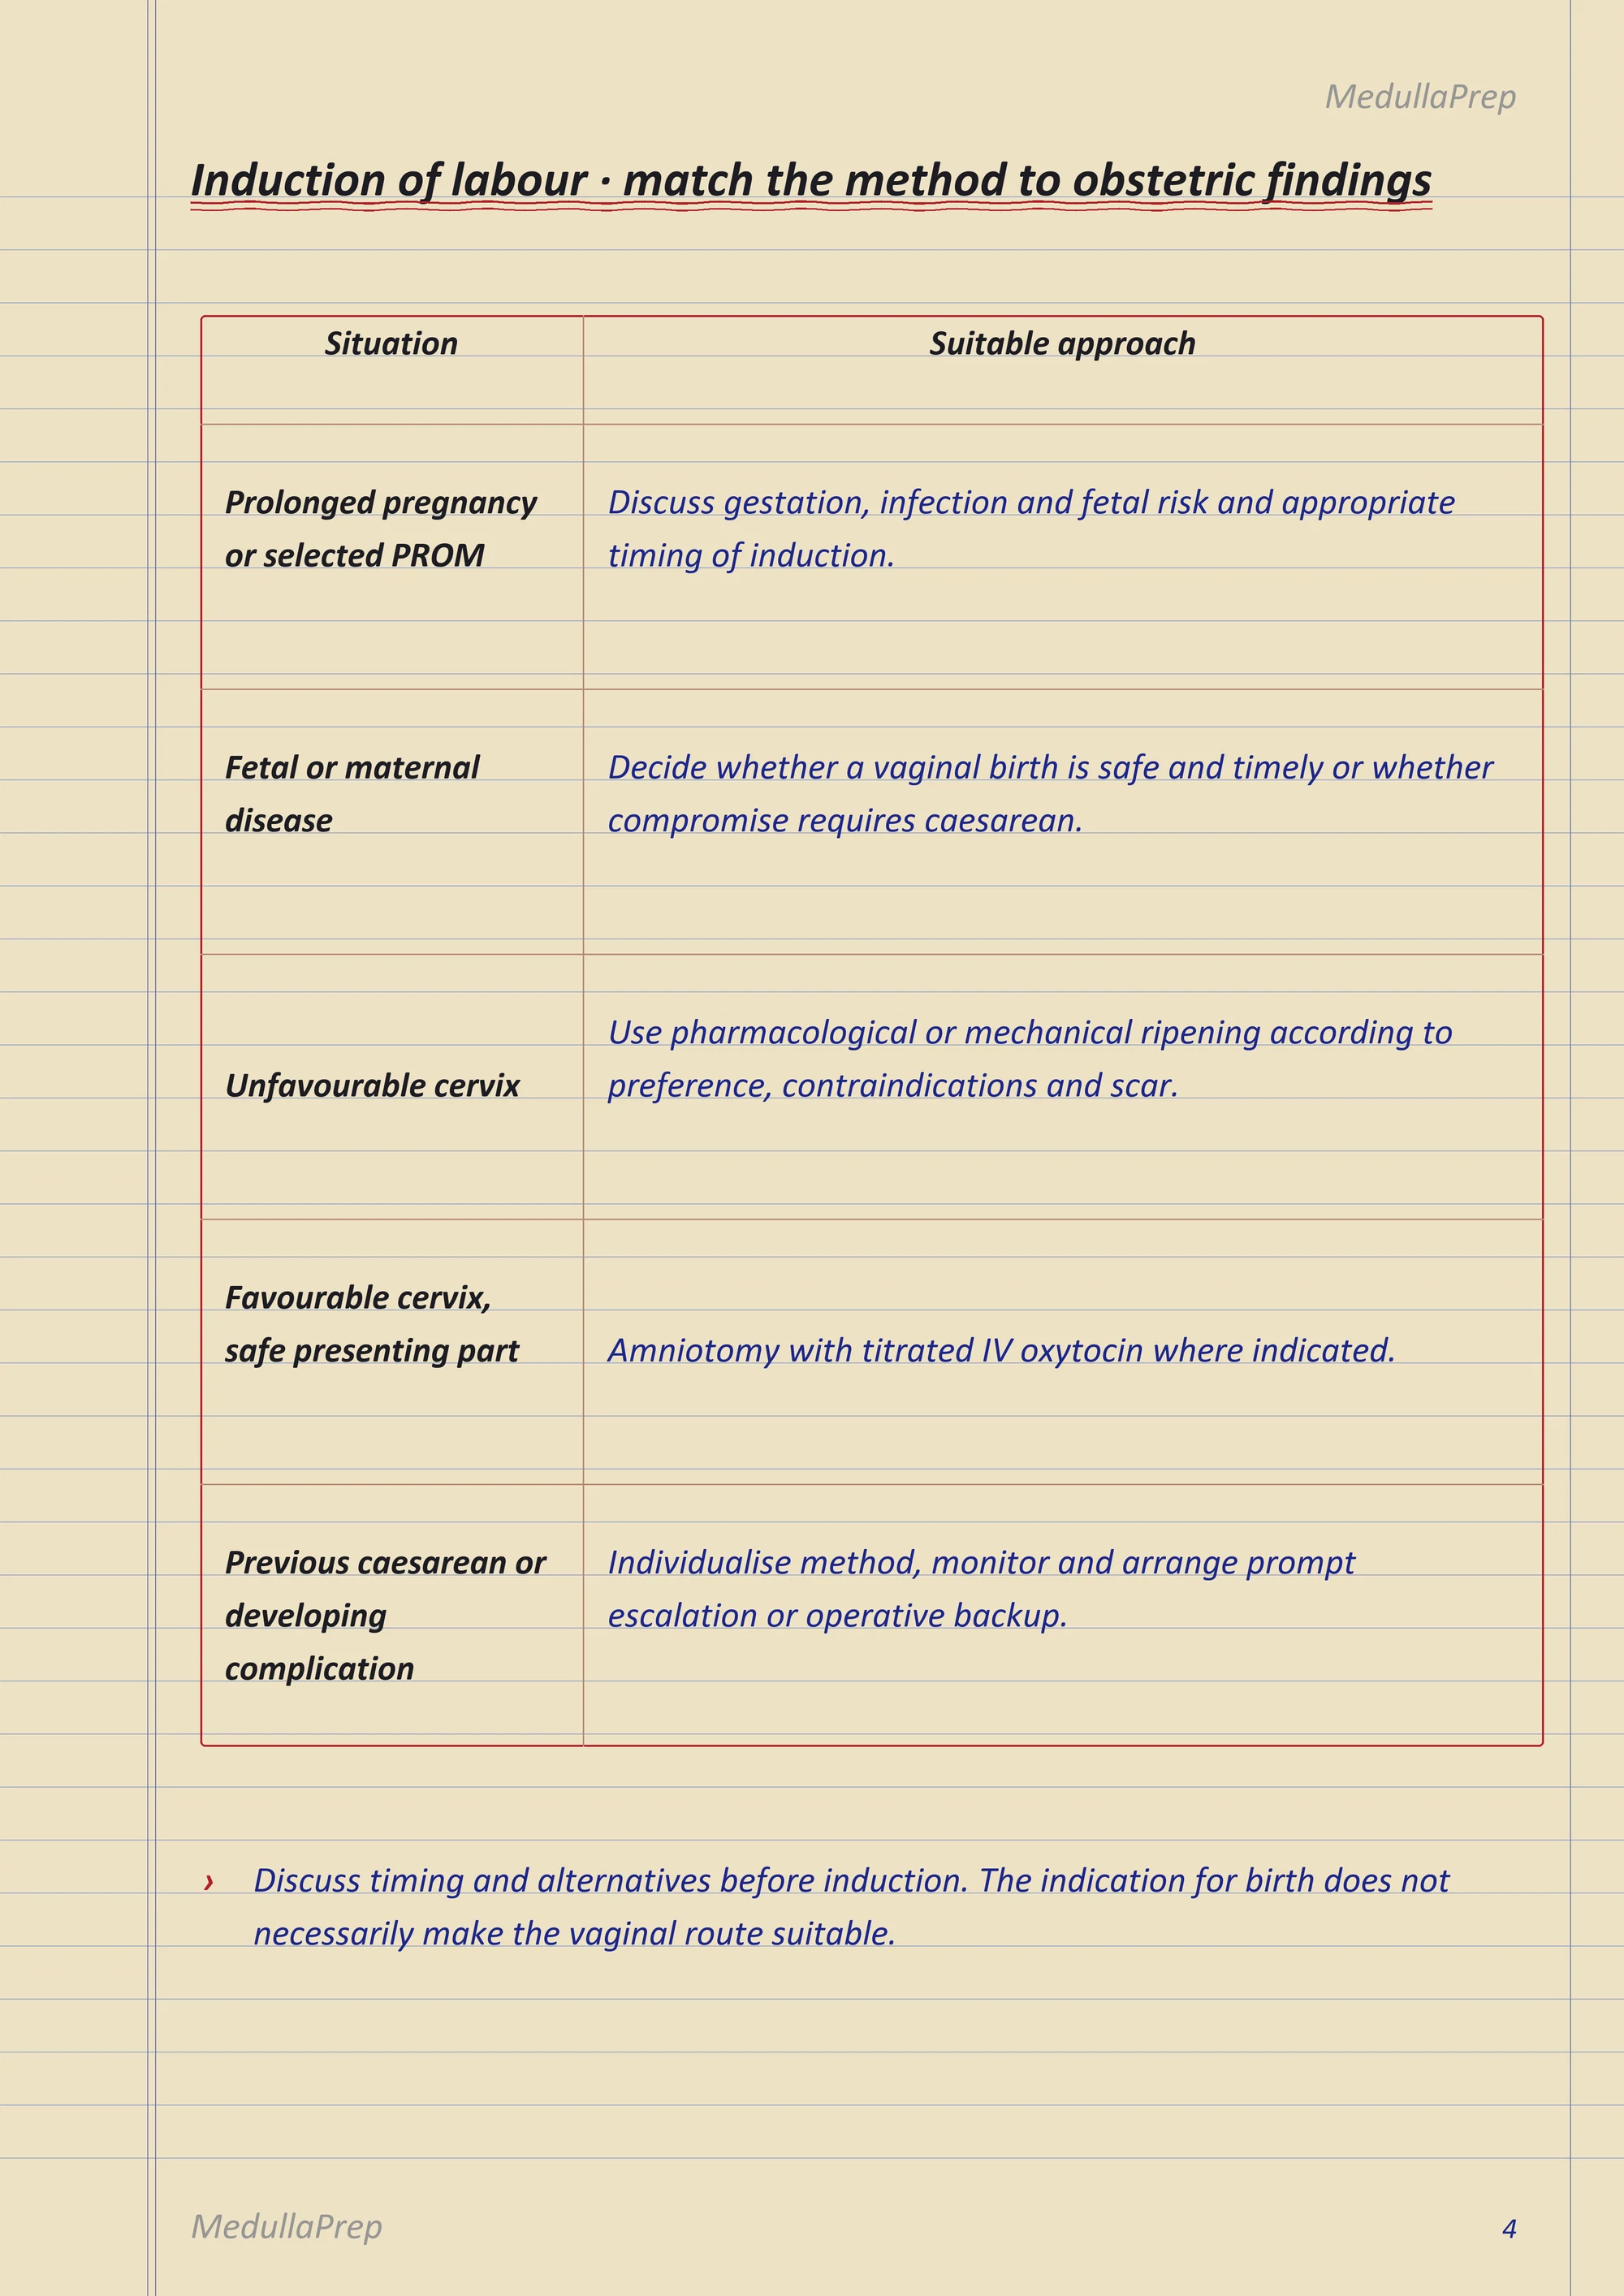 MedullaPrep
Induction of labour · match the method to obstetric findings
Situation
Suitable approach
Prolonged pregnancy
or selected PROM
Discuss gestation, infection and fetal risk and appropriate
timing of induction.
Fetal or maternal
disease
Decide whether a vaginal birth is safe and timely or whether
compromise requires caesarean.
Unfavourable cervix
Use pharmacological or mechanical ripening according to
preference, contraindications and scar.
Favourable cervix,
safe presenting part
Amniotomy with titrated IV oxytocin where indicated.
Previous caesarean or
developing
complication
Individualise method, monitor and arrange prompt
escalation or operative backup.
› Discuss timing and alternatives before induction. The indication for birth does not
necessarily make the vaginal route suitable.
MedullaPrep
4